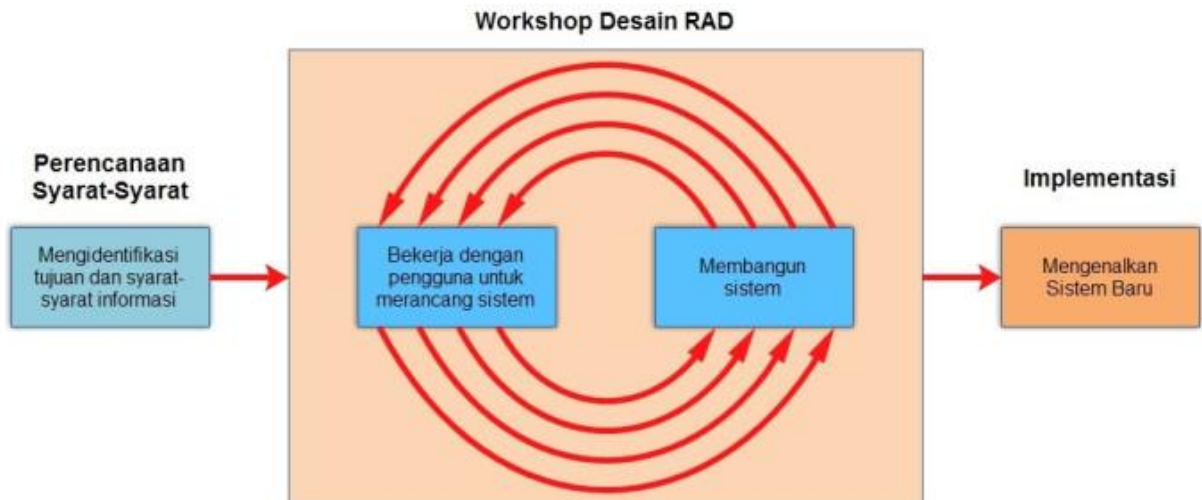 Workshop Desain RAD
Perencanaan
Syarat-Syarat
Mengidentifikasi
tujuan dan syarat-
syarat informasi
Bekerja dengan
pengguna untuk
merancang sistem
Membangun
sistem
Implementasi
Mengenalkan
Sistem Baru